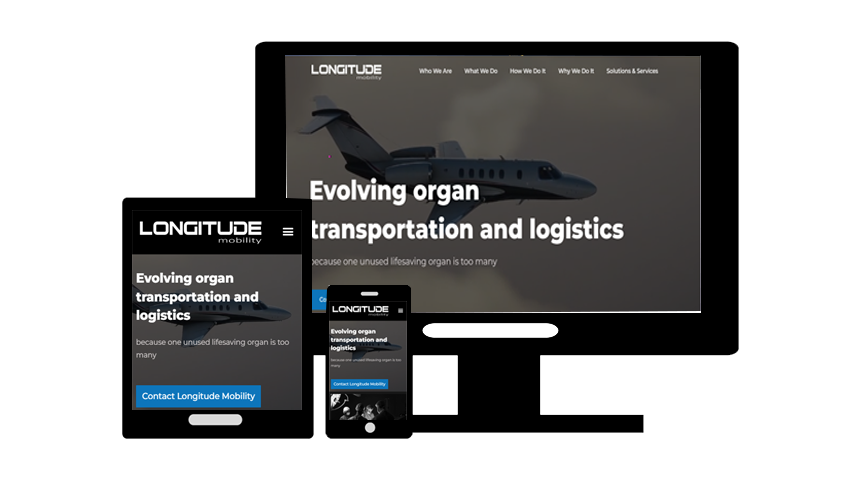 LONGITUDE
mobility
Who We Are What We Do How We Do It Why We Do It Solutions & Services
Evolving organ
transportation and logistics
because one unused lifesaving organ is too many
Co
LONGITUDE
mobility
Evolving organ
transportation and
logistics
because one unused lifesaving organ is too
many
Contact Longitude Mobility
LONGITUDE
mobility
Evolving organ
transportation and
logistics
because one unused lifesaving organ is too
many
Contact Longitude Mobility